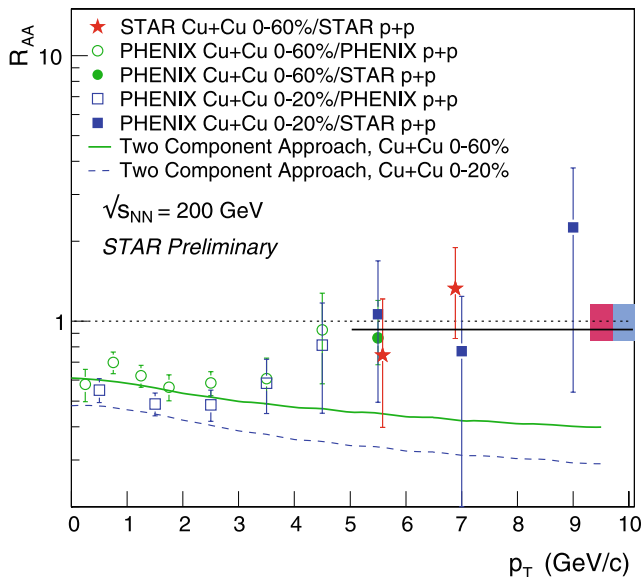 R_AA
10
1
STAR Cu+Cu 0-60%/STAR p+p
PHENIX Cu+Cu 0-60%/PHENIX p+p
PHENIX Cu+Cu 0-60%/STAR p+p
PHENIX Cu+Cu 0-20%/PHENIX p+p
PHENIX Cu+Cu 0-20%/STAR p+p
Two Component Approach, Cu+Cu 0-60%
Two Component Approach, Cu+Cu 0-20%
√s_NN = 200 GeV
STAR Preliminary
0 1 2 3 4 5 6 7 8 9 10
p_T (GeV/c)